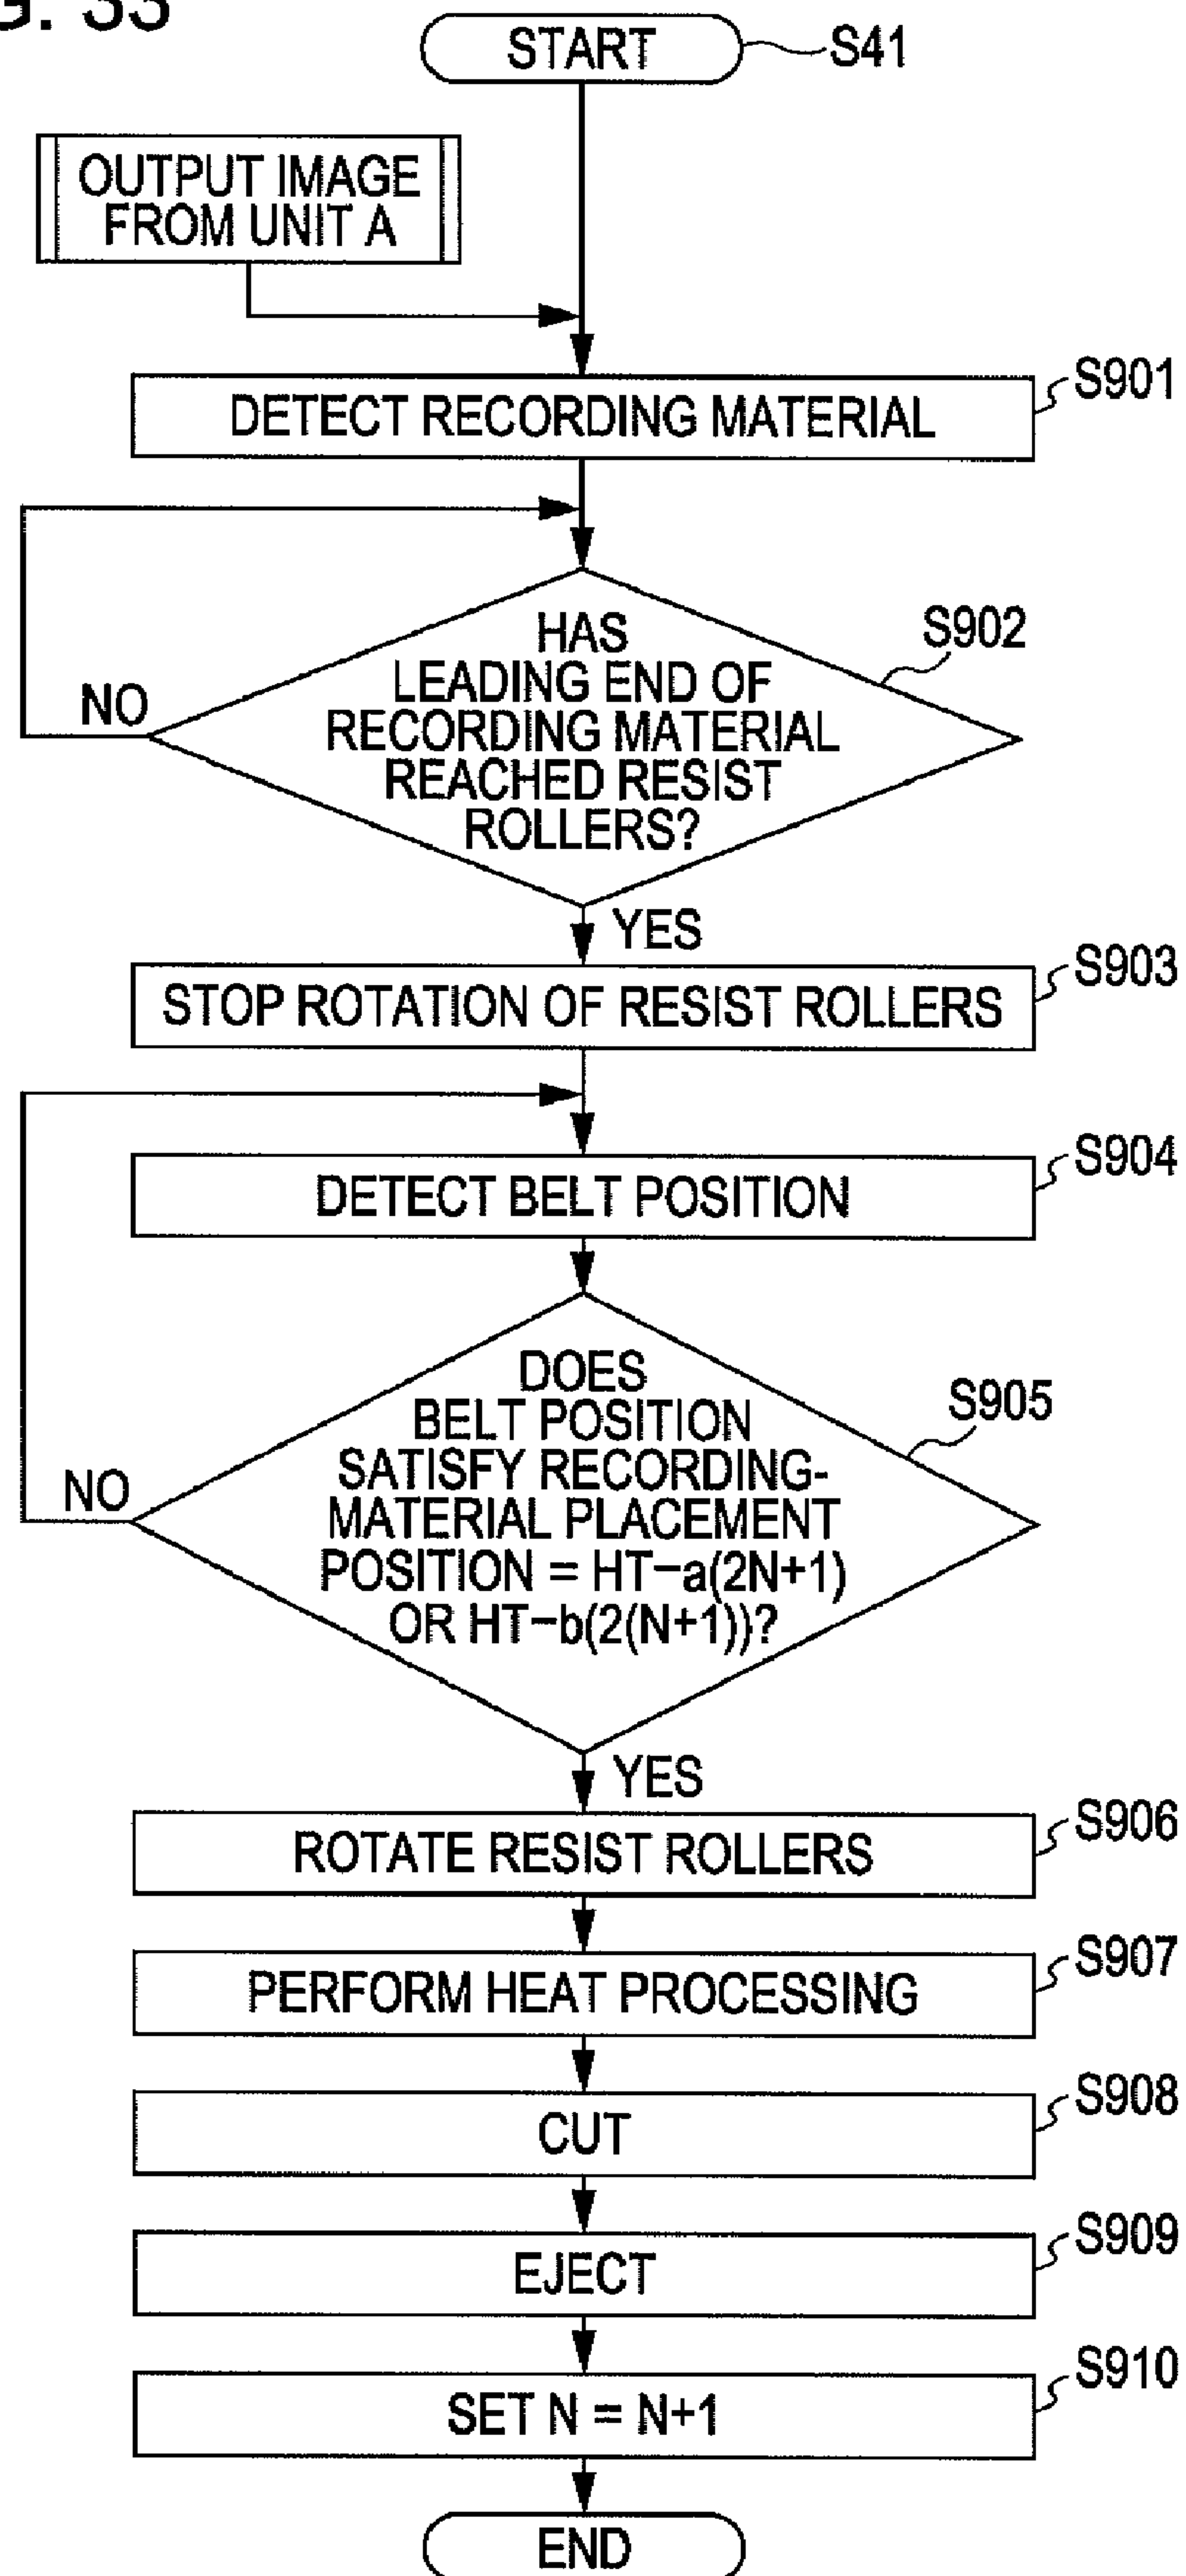 G. 33
START
S41
OUTPUT IMAGE
FROM UNIT A
S901
DETECT RECORDING MATERIAL
S902
HAS
LEADING END OF
RECORDING MATERIAL
REACHED RESIST
ROLLERS?
NO
YES
S903
STOP ROTATION OF RESIST ROLLERS
S904
DETECT BELT POSITION
S905
DOES
BELT POSITION
SATISFY RECORDING-
MATERIAL PLACEMENT
POSITION = HT−a(2N+1)
OR HT−b(2(N+1))?
NO
YES
S906
ROTATE RESIST ROLLERS
S907
PERFORM HEAT PROCESSING
S908
CUT
S909
EJECT
S910
SET N = N+1
END